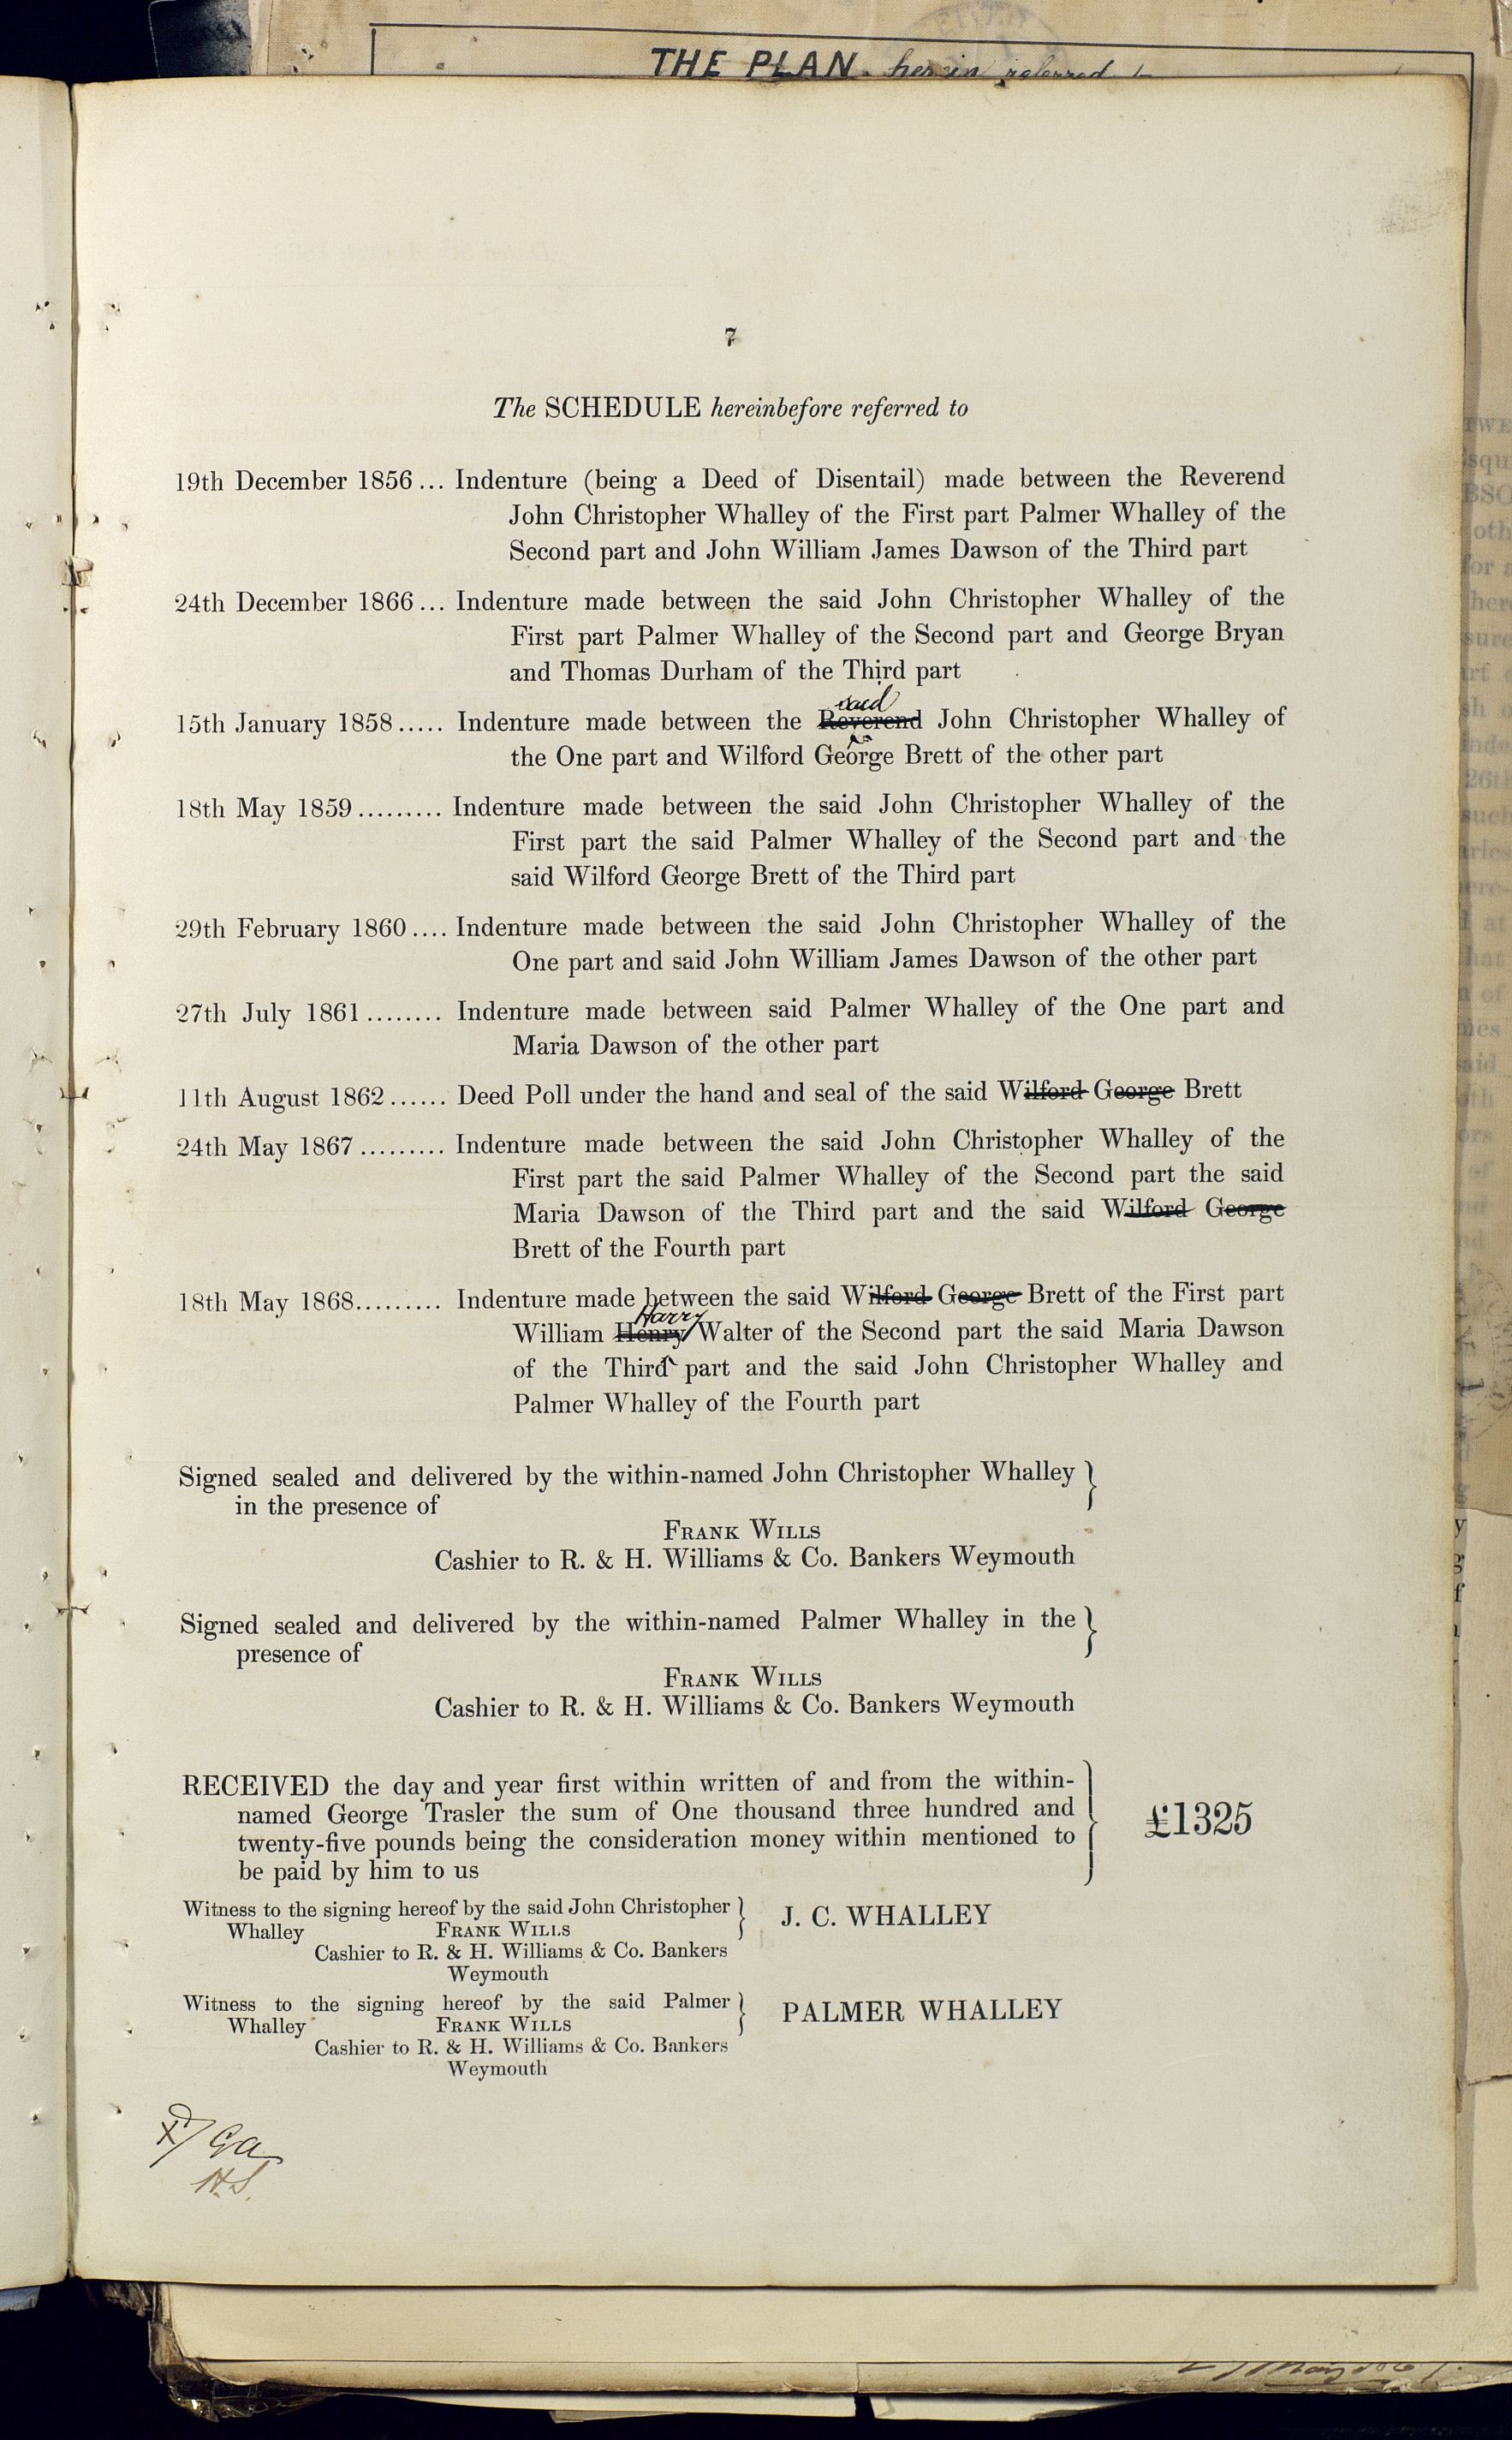 THE PLAN herein referred
7
The SCHEDULE hereinbefore referred to
19th December 1856 ... Indenture (being a Deed of Disentail) made between the Reverend
John Christopher Whalley of the First part Palmer Whalley of the
Second part and John William James Dawson of the Third part
24th December 1866 ... Indenture made between the said John Christopher Whalley of the
First part Palmer Whalley of the Second part and George Bryan
and Thomas Durham of the Third part
said
15th January 1858 ..... Indenture made between the Reverend John Christopher Whalley of
the One part and Wilford George Brett of the other part
18th May 1859 ......... Indenture made between the said John Christopher Whalley of the
First part the said Palmer Whalley of the Second part and the
said Wilford George Brett of the Third part
29th February 1860 .... Indenture made between the said John Christopher Whalley of the
One part and said John William James Dawson of the other part
27th July 1861 ........ Indenture made between said Palmer Whalley of the One part and
Maria Dawson of the other part
11th August 1862 ...... Deed Poll under the hand and seal of the said Wilford George Brett
24th May 1867 ......... Indenture made between the said John Christopher Whalley of the
First part the said Palmer Whalley of the Second part the said
Maria Dawson of the Third part and the said Wilford George
Brett of the Fourth part
18th May 1868......... Indenture made between the said Wilford George Brett of the First part
Harry
William Henry Walter of the Second part the said Maria Dawson
of the Third part and the said John Christopher Whalley and
Palmer Whalley of the Fourth part
Signed sealed and delivered by the within-named John Christopher Whalley
in the presence of
FRANK WILLS
Cashier to R. & H. Williams & Co. Bankers Weymouth
Signed sealed and delivered by the within-named Palmer Whalley in the
presence of
FRANK WILLS
Cashier to R. & H. Williams & Co. Bankers Weymouth
RECEIVED the day and year first within written of and from the within-
named George Trasler the sum of One thousand three hundred and
twenty-five pounds being the consideration money within mentioned to
be paid by him to us
£1325
Witness to the signing hereof by the said John Christopher
Whalley FRANK WILLS
Cashier to R. & H. Williams & Co. Bankers
Weymouth
J. C. WHALLEY
Witness to the signing hereof by the said Palmer
Whalley FRANK WILLS
Cashier to R. & H. Williams & Co. Bankers
Weymouth
PALMER WHALLEY
H.S.